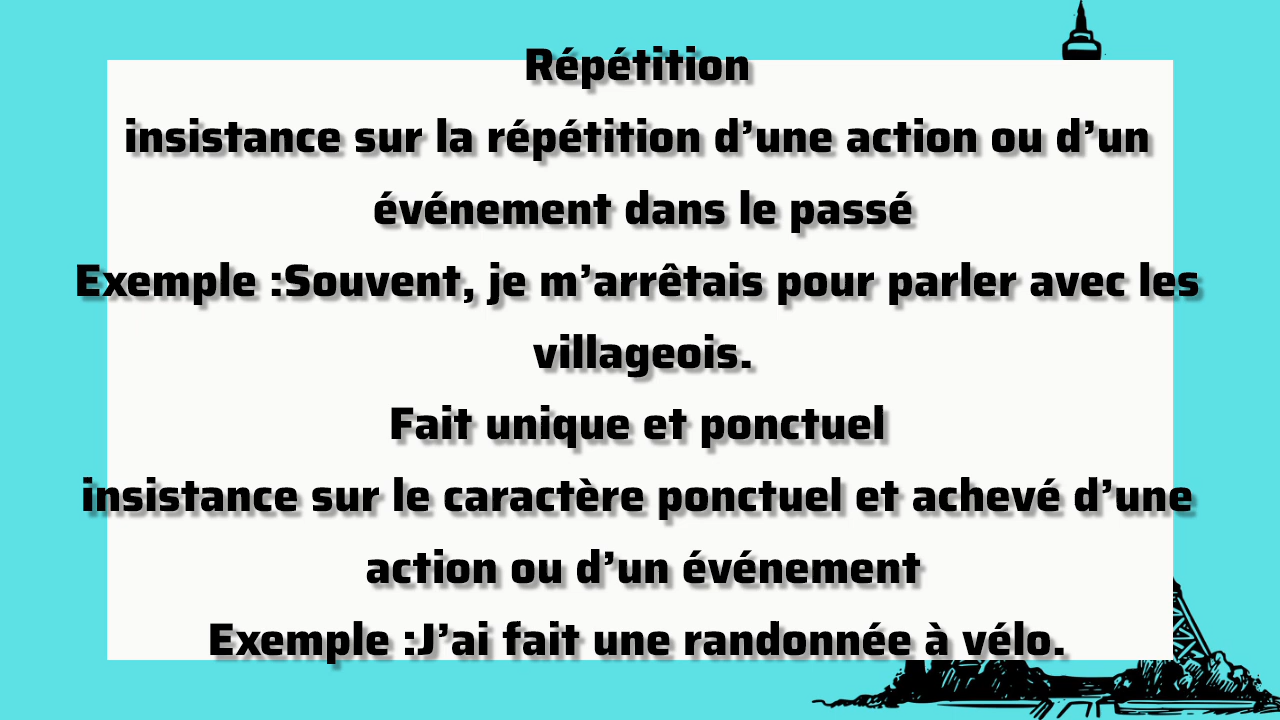 Répétition
insistance sur la répétition d’une action ou d’un
événement dans le passé
Exemple :Souvent, je m’arrêtais pour parler avec les
villageois.
Fait unique et ponctuel
insistance sur le caractère ponctuel et achevé d’une
action ou d’un événement
Exemple :J’ai fait une randonnée à vélo.